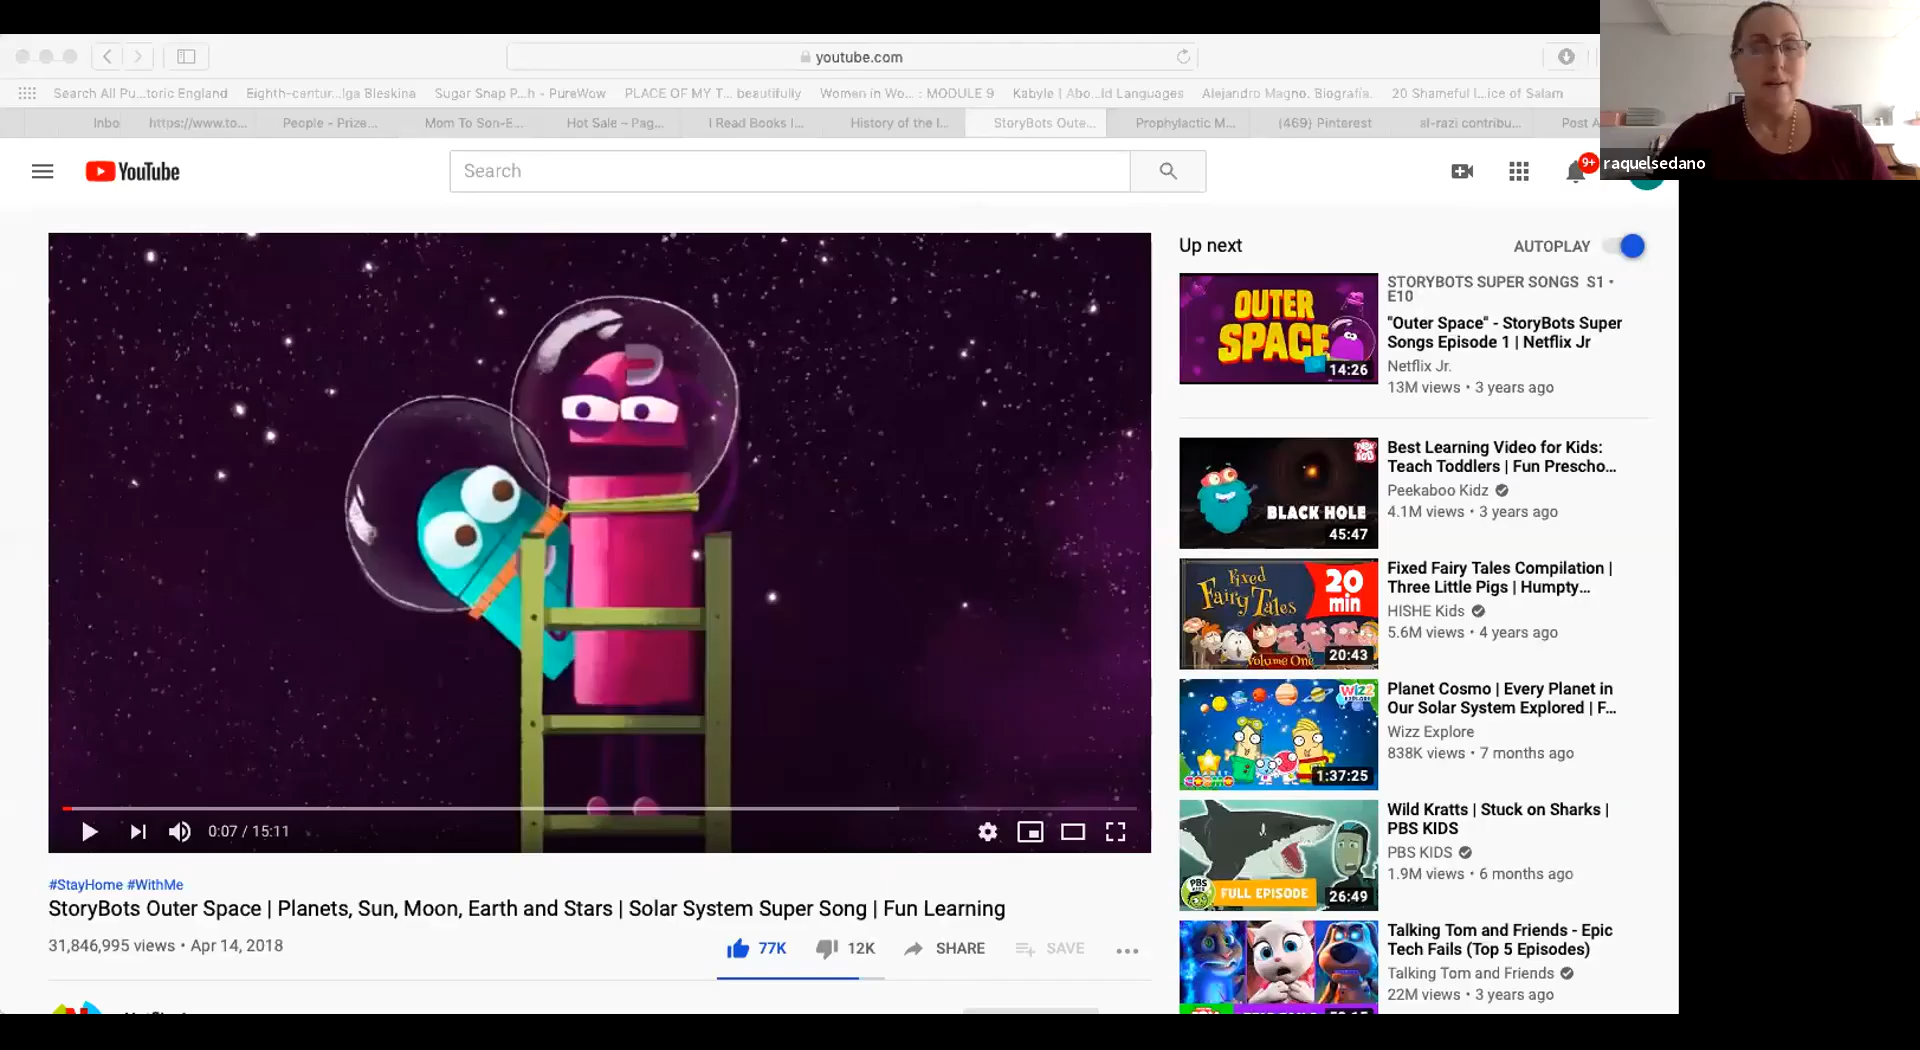 youtube.com
Search All Pu...toric England
Eighth-centur...lga Bleskina
Sugar Snap P...h - PureWow
PLACE OF MY T... beautifully
Women in Wo... : MODULE 9
Kabyle | Abo...ld Languages
Alejandro Magno. Biografía.
20 Shameful I...ice of Salam
Inbo
https://www.to...
People - Prize...
Mom To Son-E...
Hot Sale – Pag...
I Read Books I...
History of the I...
StoryBots Oute...
Prophylactic M...
(469) Pinterest
al-razi contribu...
Post A
raquelsedano
YouTube
Search
9+
Up next
AUTOPLAY
OUTER
SPACE
14:26
STORYBOTS SUPER SONGS S1 •
E10
"Outer Space" - StoryBots Super
Songs Episode 1 | Netflix Jr
Netflix Jr.
13M views • 3 years ago
BLACK HOLE
45:47
Best Learning Video for Kids:
Teach Toddlers | Fun Prescho...
Peekaboo Kidz
4.1M views • 3 years ago
Fixed
Fairy Tales
20
min
Volume One
20:43
Fixed Fairy Tales Compilation |
Three Little Pigs | Humpty...
HISHE Kids
5.6M views • 4 years ago
WIZZ
EXPLORE
PLANET
COSMO
1:37:25
Planet Cosmo | Every Planet in
Our Solar System Explored | F...
Wizz Explore
838K views • 7 months ago
PBS
KIDS
FULL EPISODE
26:49
Wild Kratts | Stuck on Sharks |
PBS KIDS
PBS KIDS
1.9M views • 6 months ago
Talking Tom and Friends - Epic
Tech Fails (Top 5 Episodes)
Talking Tom and Friends
22M views • 3 years ago
0:07 / 15:11
#StayHome #WithMe
StoryBots Outer Space | Planets, Sun, Moon, Earth and Stars | Solar System Super Song | Fun Learning
31,846,995 views • Apr 14, 2018
77K
12K
SHARE
SAVE